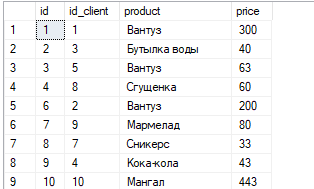 id id_client product price
1 1 1 Вантуз 300
2 2 3 Бутылка воды 40
3 3 5 Вантуз 63
4 4 8 Сгущенка 60
5 6 2 Вантуз 200
6 7 9 Мармелад 80
7 8 7 Сникерс 33
8 9 4 Кока-кола 43
9 10 10 Мангал 443